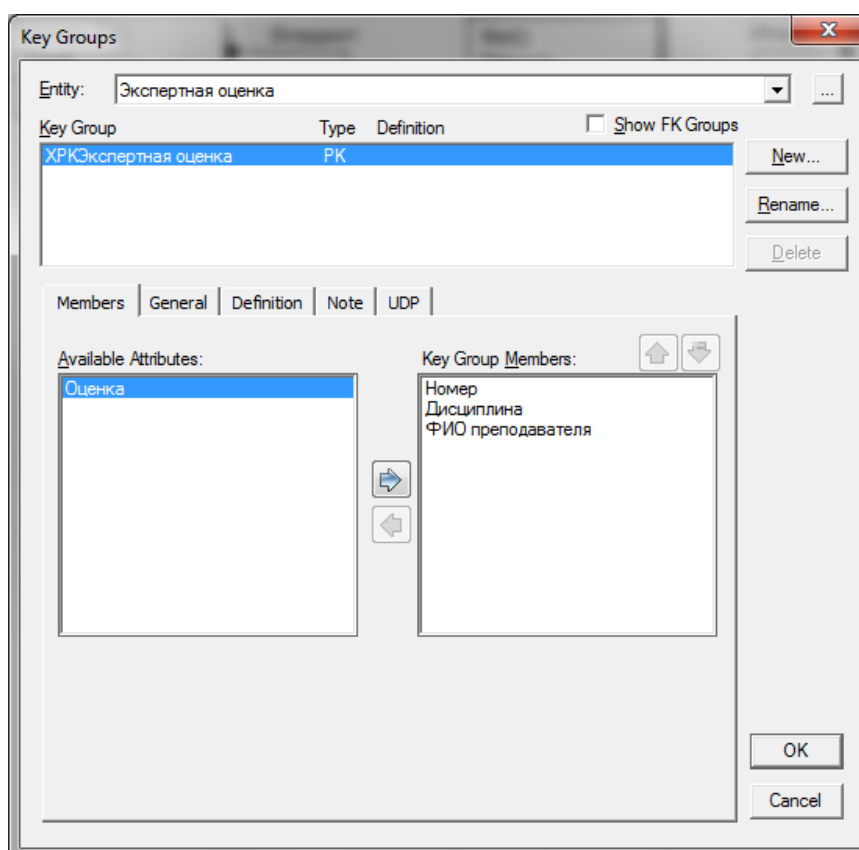 Key Groups
Entity: Экспертная оценка ...
Key Group Type Definition Show FK Groups
ХРКЭкспертная оценка PK
New...
Rename...
Delete
Members General Definition Note UDP
Available Attributes: Key Group Members:
Оценка
Номер
Дисциплина
ФИО преподавателя
OK
Cancel